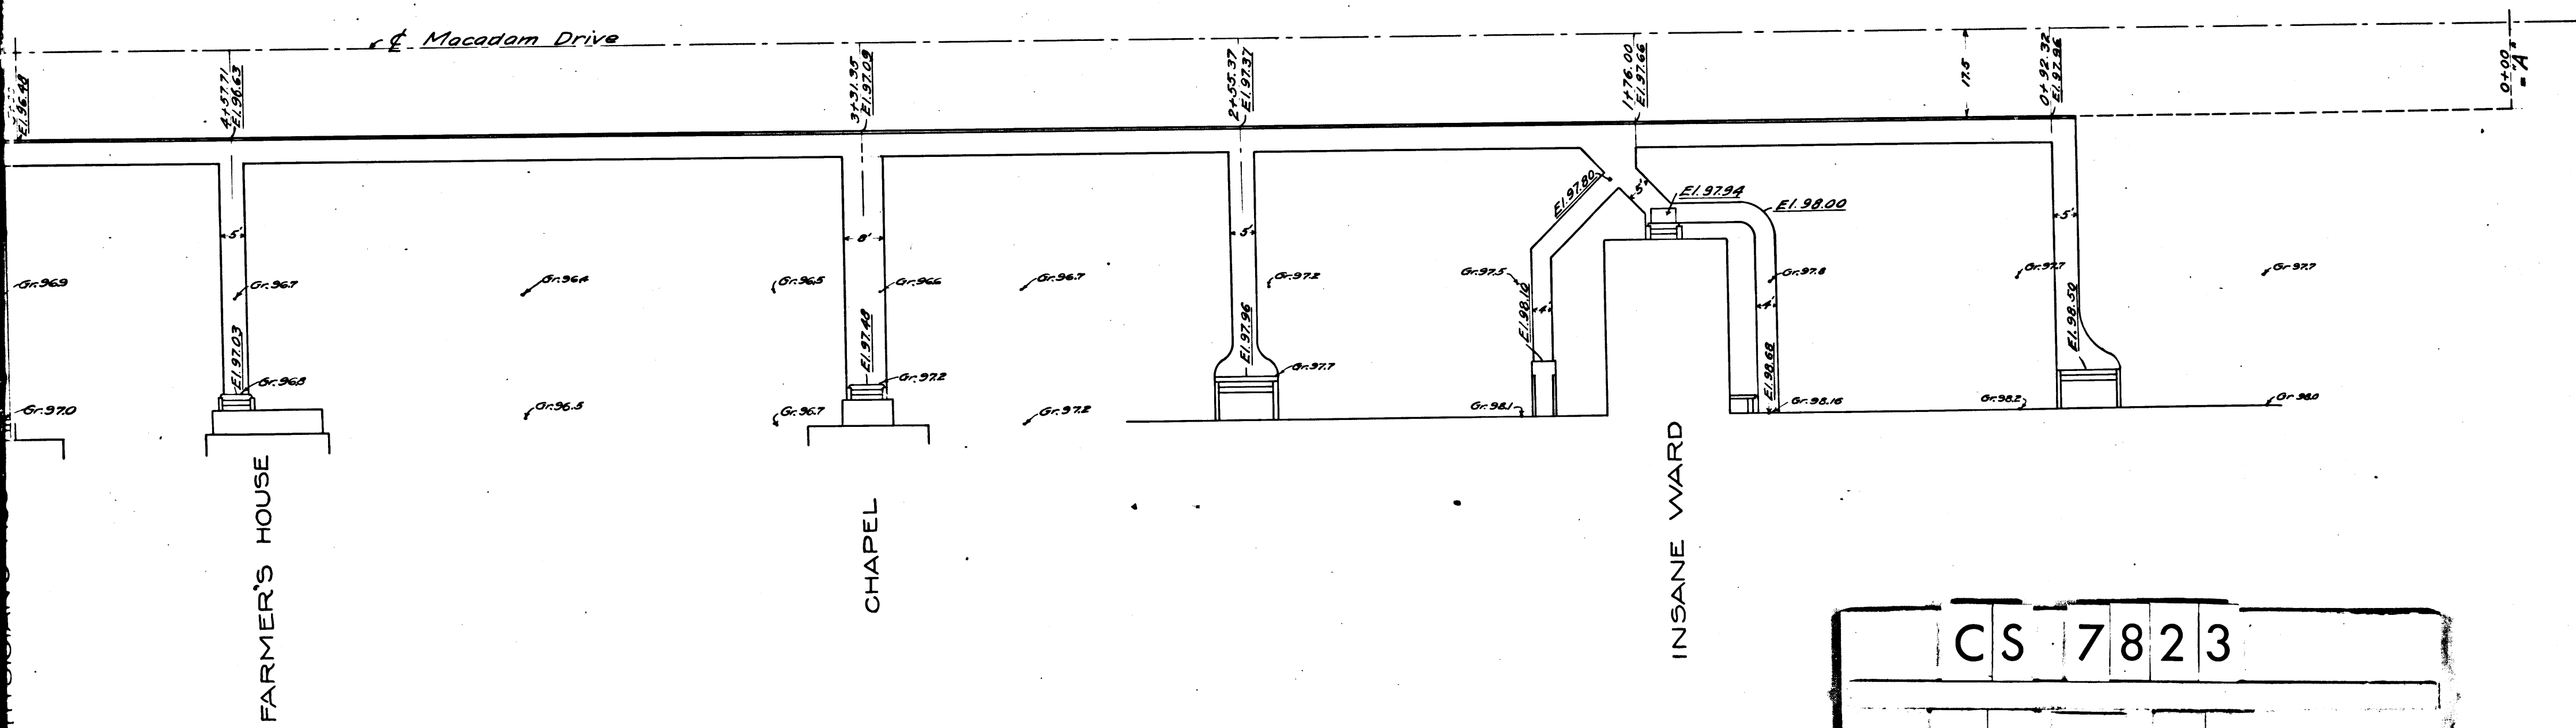 ℄ Macadam Drive
El.96.48
4+57.71
El.96.63
3+31.35
El.97.09
2+55.37
El.97.37
1+76.00
El.97.66
17.5
0+92.32
El.97.96
0+00
= "A"
El.97.80
5'
El.97.94
El.98.00
5'
8'
5'
5'
Gr.96.9
Gr.96.7
Gr.96.4
Gr.96.5
Gr.96.6
Gr.96.7
Gr.97.2
Gr.97.5
Gr.97.8
Gr.97.7
Gr.97.7
El.97.03
El.97.48
El.97.96
El.98.10
4'
4'
El.98.68
El.98.50
Gr.96.8
Gr.97.2
Gr.97.7
Gr.97.0
Gr.96.5
Gr.96.7
Gr.97.2
Gr.98.1
Gr.98.16
Gr.98.2
Gr.98.0
FARMER'S HOUSE
CHAPEL
INSANE WARD
CS 7823